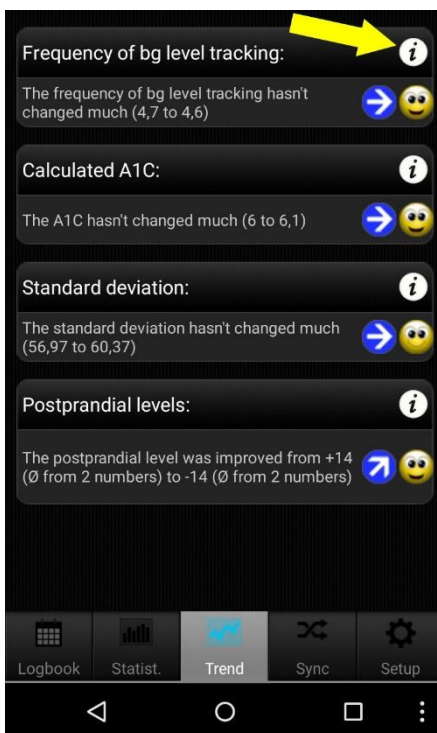 Frequency of bg level tracking:
i
The frequency of bg level tracking hasn't
changed much (4,7 to 4,6)
Calculated A1C:
i
The A1C hasn't changed much (6 to 6,1)
Standard deviation:
i
The standard deviation hasn't changed much
(56,97 to 60,37)
Postprandial levels:
i
The postprandial level was improved from +14
(Ø from 2 numbers) to -14 (Ø from 2 numbers)
Logbook Statist. Trend Sync Setup